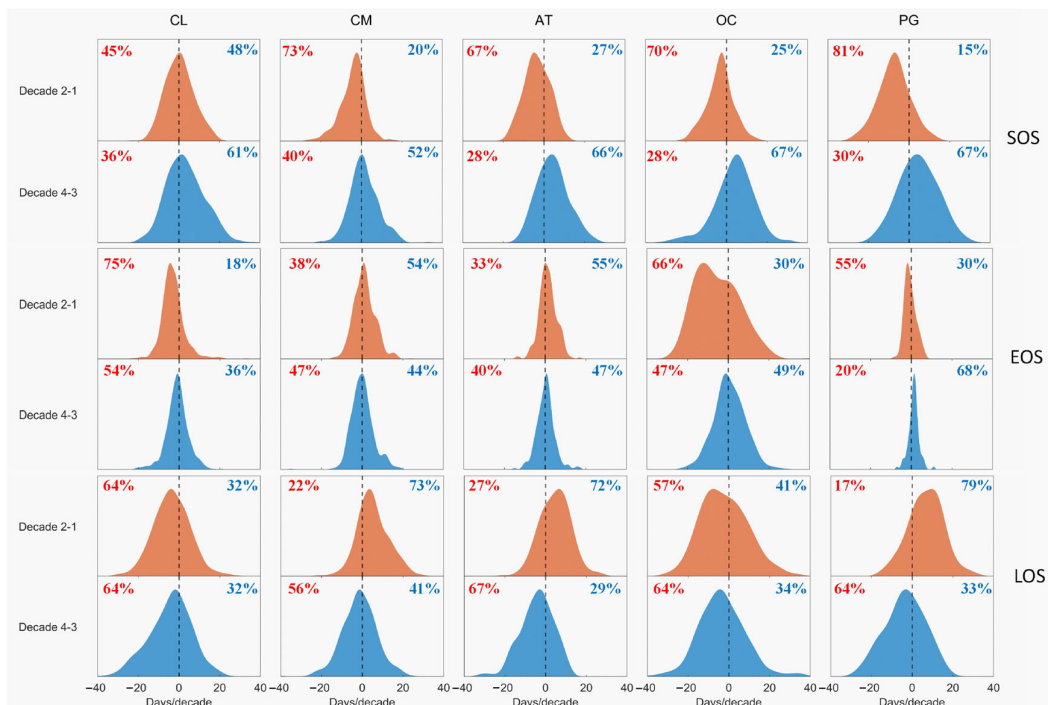 CL CM AT OC PG
45% 48% 73% 20% 67% 27% 70% 25% 81% 15%
Decade 2-1
SOS
36% 61% 40% 52% 28% 66% 28% 67% 30% 67%
Decade 4-3
75% 18% 38% 54% 33% 55% 66% 30% 55% 30%
Decade 2-1
EOS
54% 36% 47% 44% 40% 47% 47% 49% 20% 68%
Decade 4-3
64% 32% 22% 73% 27% 72% 57% 41% 17% 79%
Decade 2-1
LOS
64% 32% 56% 41% 67% 29% 64% 34% 64% 33%
Decade 4-3
−40 −20 0 20 40 −20 0 20 40 −40 −20 0 20 40 −20 0 20 40 −40 −20 0 20 40
Days/decade Days/decade Days/decade Days/decade Days/decade